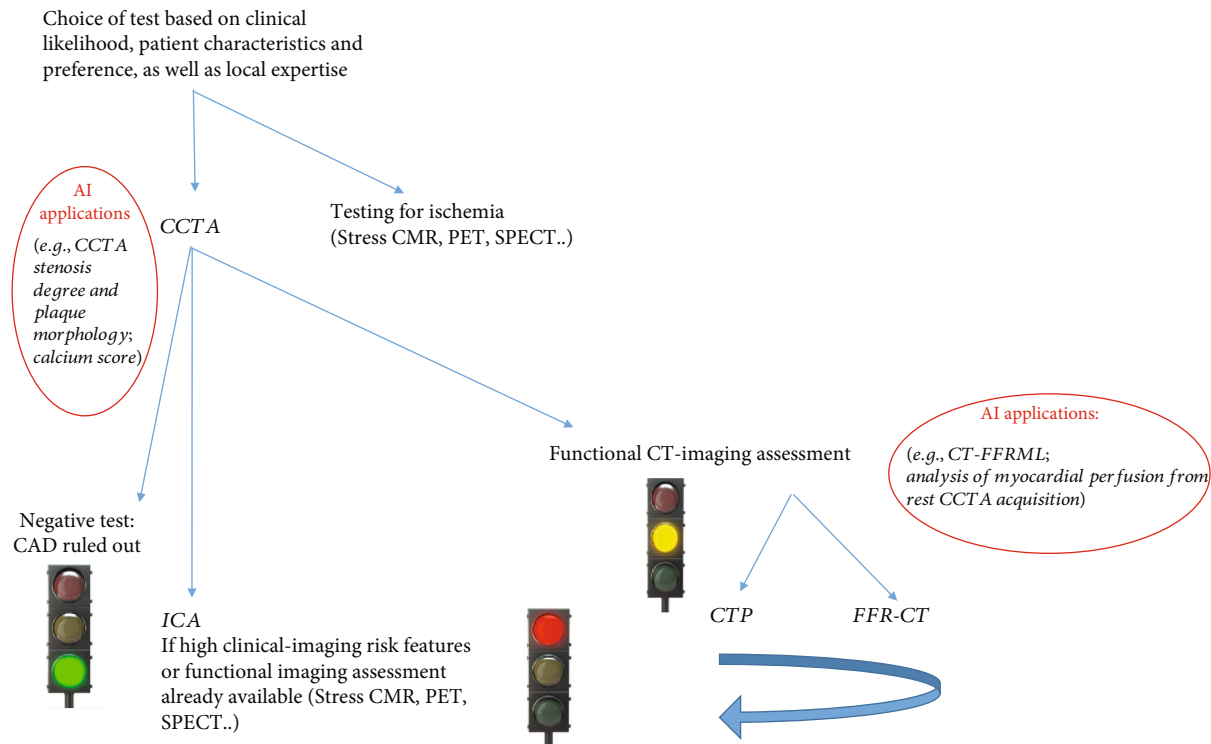 Choice of test based on clinical
likelihood, patient characteristics and
preference, as well as local expertise
AI
applications
(e.g., CCTA
stenosis
degree and
plaque
morphology;
calcium score)
CCTA
Testing for ischemia
(Stress CMR, PET, SPECT..)
Functional CT-imaging assessment
AI applications:
(e.g., CT-FFRML;
analysis of myocardial perfusion from
rest CCTA acquisition)
Negative test:
CAD ruled out
ICA
If high clinical-imaging risk features
or functional imaging assessment
already available (Stress CMR, PET,
SPECT..)
CTP
FFR-CT